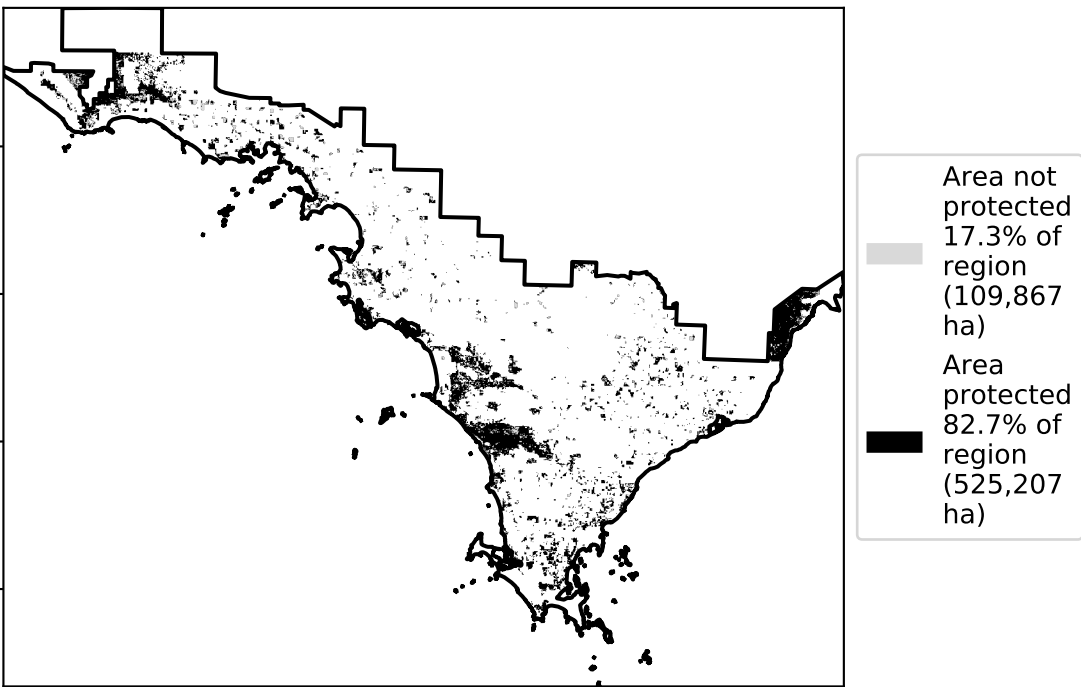 Area not
protected
17.3% of
region
(109,867
ha)
Area
protected
82.7% of
region
(525,207
ha)